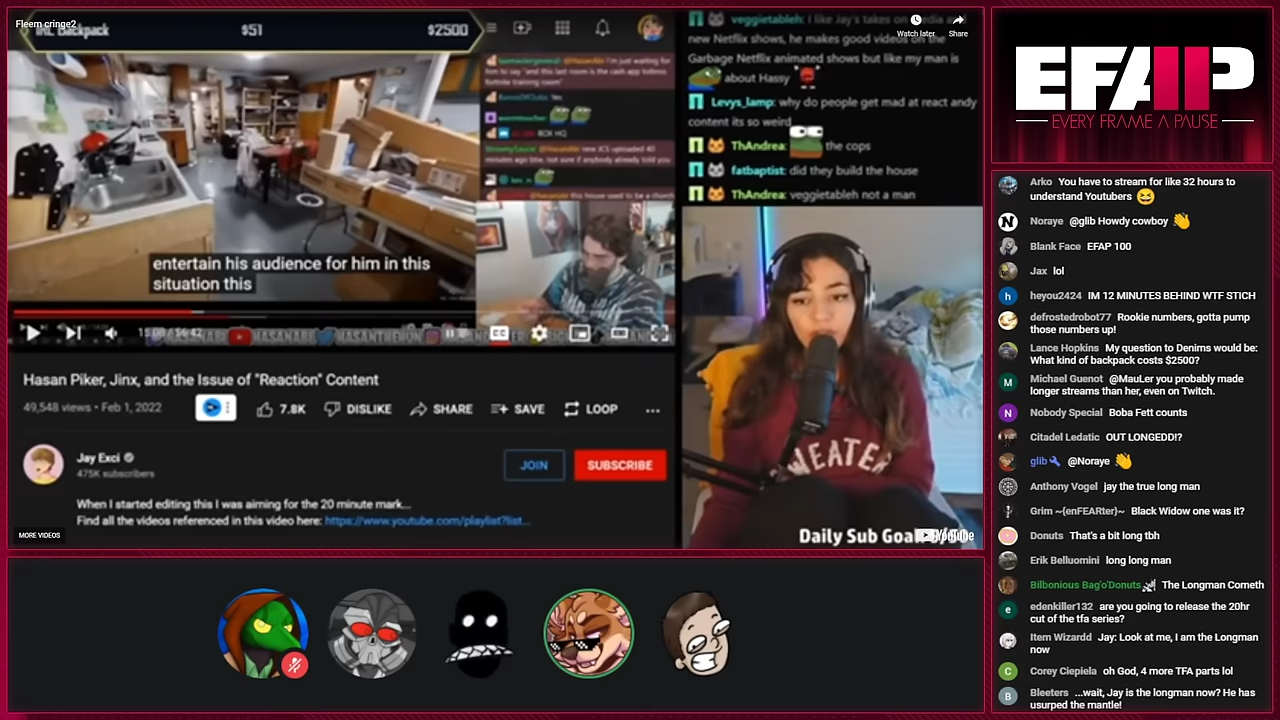 Fleem cringe2
IRL Backpack
$51
$2500
Watch later
Share
veggietableh: I like Jay's takes on media
new Netflix shows, he makes good videos on the
Garbage Netflix animated shows but like my man is
about Hassy
Levys_lamp: why do people get mad at react andy
content its so weird
ThAndrea: the cops
fatbaptist: did they build the house
ThAndrea: veggietableh not a man
entertain his audience for him in this
situation this
Hasan Piker, Jinx, and the Issue of "Reaction" Content
49,548 views • Feb 1, 2022
7.8K
DISLIKE
SHARE
SAVE
LOOP
Jay Exci
475K subscribers
JOIN
SUBSCRIBE
When I started editing this I was aiming for the 20 minute mark...
Find all the videos referenced in this video here: https://www.youtube.com/playlist?list...
MORE VIDEOS
WEATER
Daily Sub Goal
YouTube
EFAP
EVERY FRAME A PAUSE
Arko You have to stream for like 32 hours to
understand Youtubers
Noraye @glib Howdy cowboy
Blank Face EFAP 100
Jax lol
heyou2424 IM 12 MINUTES BEHIND WTF STICH
defrostedrobot77 Rookie numbers, gotta pump
those numbers up!
Lance Hopkins My question to Denims would be:
What kind of backpack costs $2500?
Michael Guenot @MauLer you probably made
longer streams than her, even on Twitch.
Nobody Special Boba Fett counts
Citadel Ledatic OUT LONGEDD!?
glib @Noraye
Anthony Vogel jay the true long man
Grim ~{enFEARter}~ Black Widow one was it?
Donuts That's a bit long tbh
Erik Belluomini long long man
Bilbonious Bag'o'Donuts The Longman Cometh
edenkiller132 are you going to release the 20hr
cut of the tfa series?
Item Wizardd Jay: Look at me, I am the Longman
now
Corey Ciepiela oh God, 4 more TFA parts lol
Bleeters ...wait, Jay is the longman now? He has
usurped the mantle!